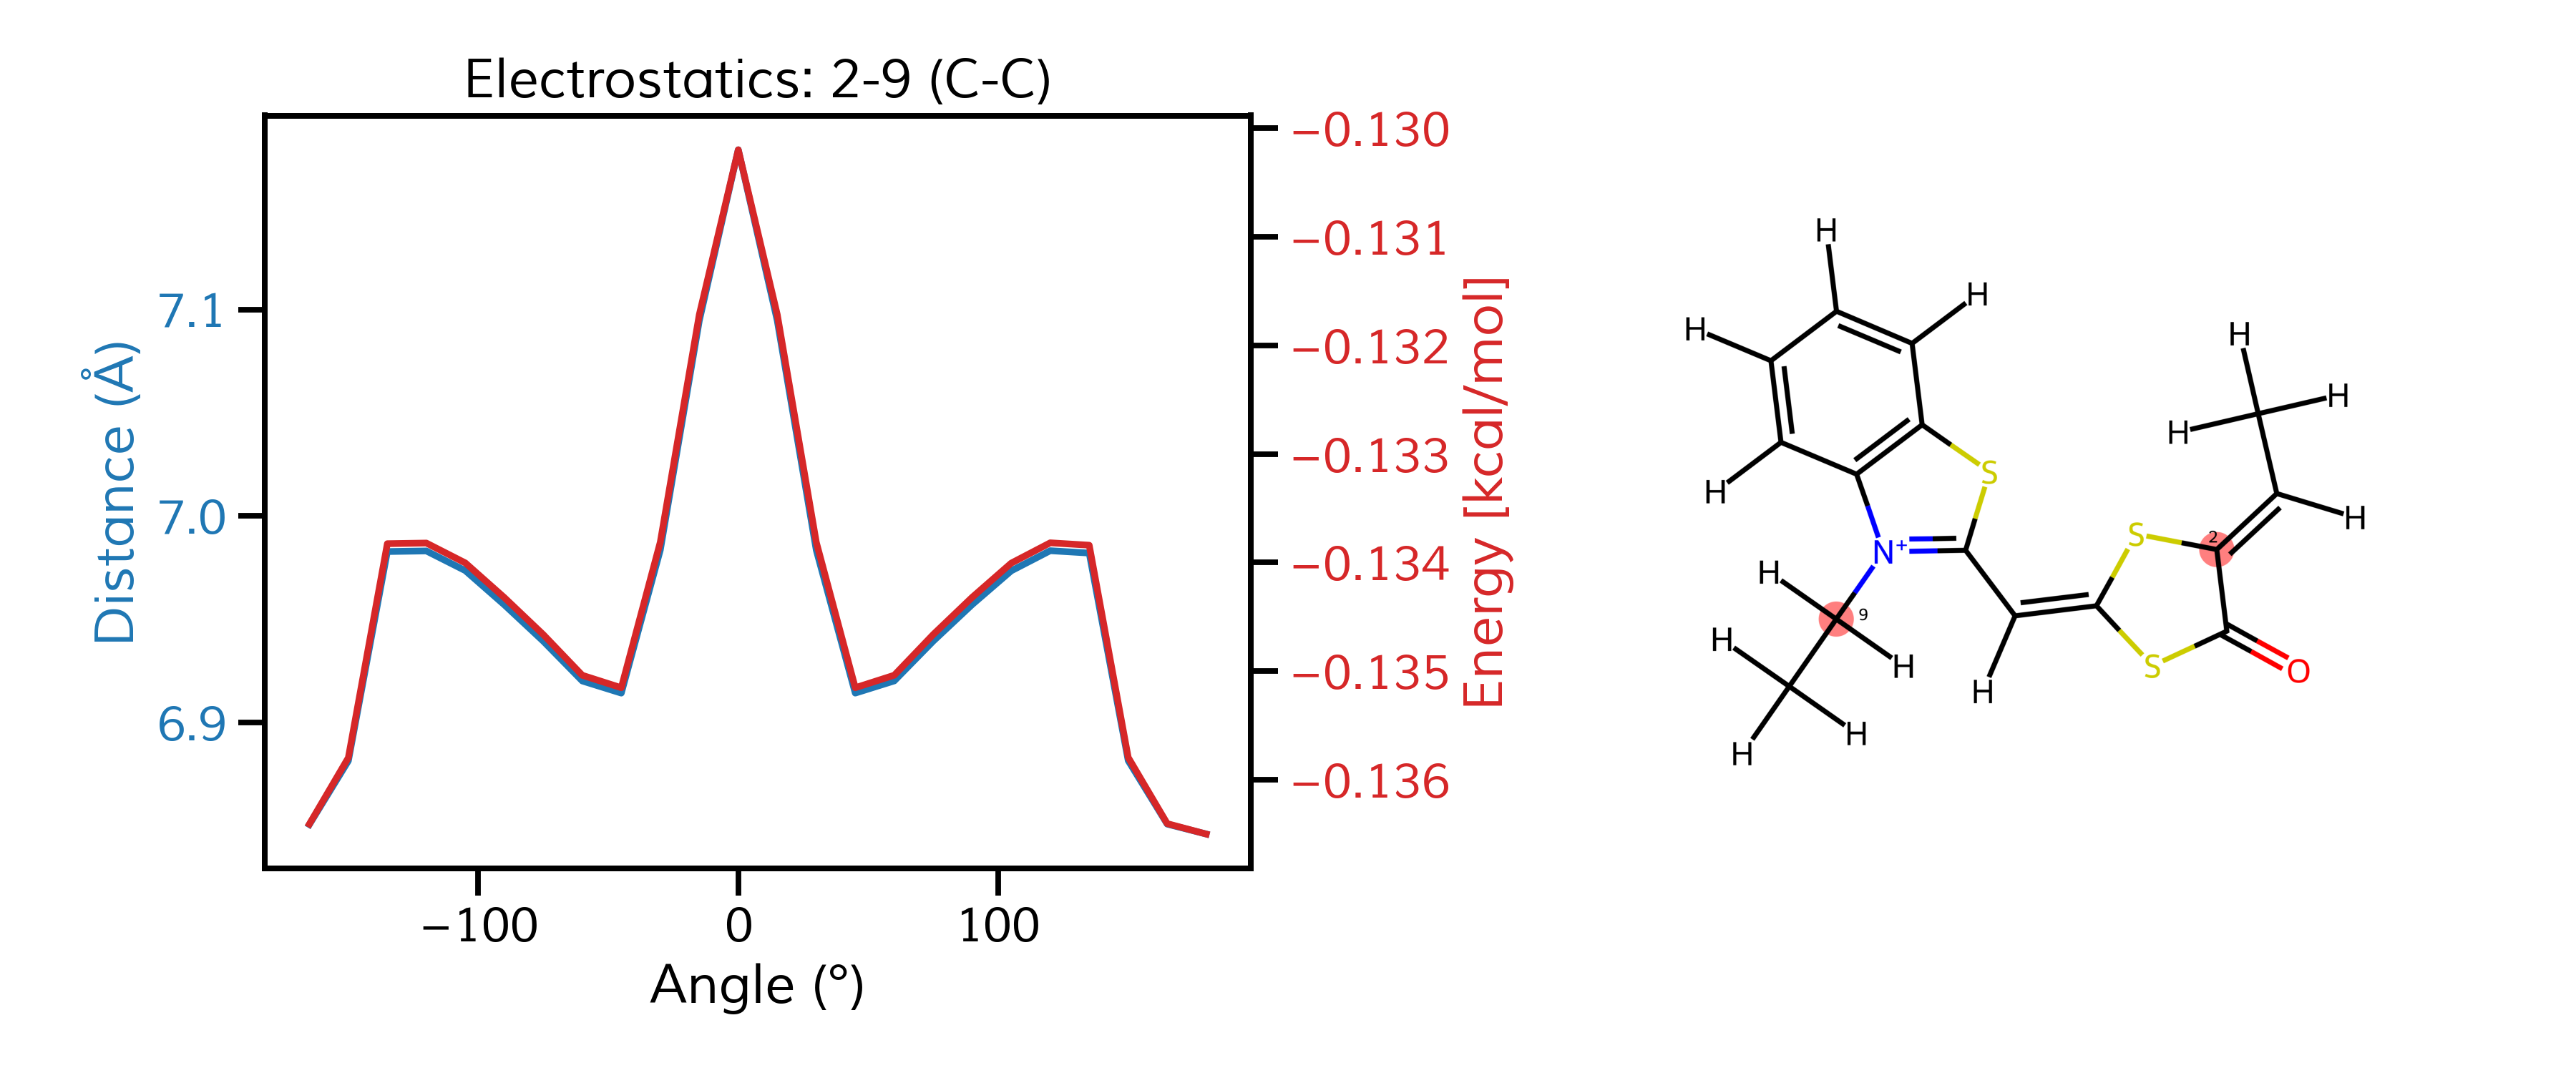 Electrostatics: 2-9 (C-C)
Distance (Å)
7.1
7.0
6.9
−100
0
100
Angle (°)
−0.130
−0.131
−0.132
−0.133
−0.134
−0.135
−0.136
Energy [kcal/mol]
H
H
H
H
H
H
H
S
H
S
2
N+
H
9
H
H
S
O
H
H
H